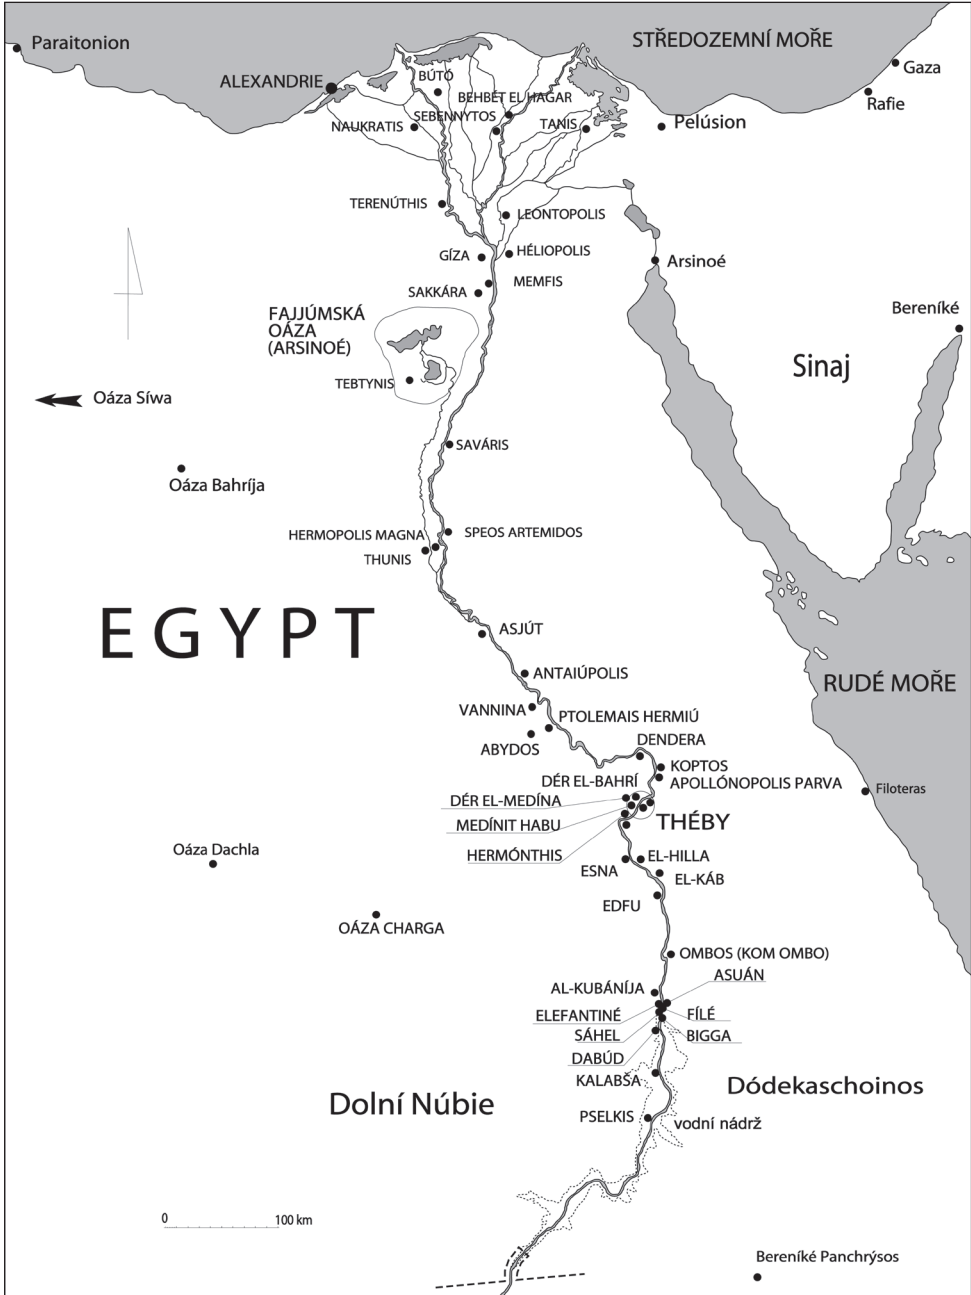 STŘEDOZEMNÍ MOŘE
Paraitonion
Gaza
ALEXANDRIE
BÚTÓ
BEHBÉT EL HAGAR
Rafie
SEBENNYTOS
NAUKRATIS
TANIS
Pelúsion
TERENÚTHIS
LEONTOPOLIS
GÍZA
HÉLIOPOLIS
Arsinoé
MEMFIS
SAKKÁRA
FAJJÚMSKÁ
OÁZA
(ARSINOÉ)
Bereníké
Sinaj
TEBTYNIS
Oáza Síwa
SAVÁRIS
Oáza Bahríja
HERMOPOLIS MAGNA
SPEOS ARTEMIDOS
THUNIS
EGYPT
ASJÚT
ANTAIÚPOLIS
RUDÉ MOŘE
VANNINA
PTOLEMAIS HERMIÚ
ABYDOS
DENDERA
KOPTOS
DÉR EL-BAHRÍ
APOLLÓNOPOLIS PARVA
Filoteras
DÉR EL-MEDÍNA
MEDÍNIT HABU
THÉBY
HERMÓNTHIS
Oáza Dachla
EL-HILLA
ESNA
EL-KÁB
EDFU
OÁZA CHARGA
OMBOS (KOM OMBO)
ASUÁN
AL-KUBÁNÍJA
ELEFANTINÉ
FÍLÉ
SÁHEL
BIGGA
DABÚD
KALABŠA
Dódekaschoinos
Dolní Núbie
PSELKIS
vodní nádrž
0
100 km
Bereníké Panchrýsos